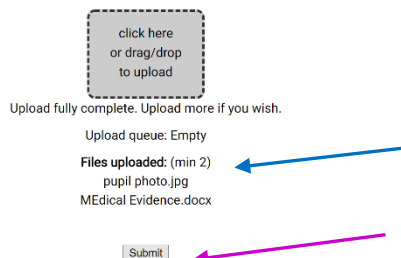 click here
or drag/drop
to upload
Upload fully complete. Upload more if you wish.
Upload queue: Empty
Files uploaded: (min 2)
pupil photo.jpg
MEdical Evidence.docx
Submit